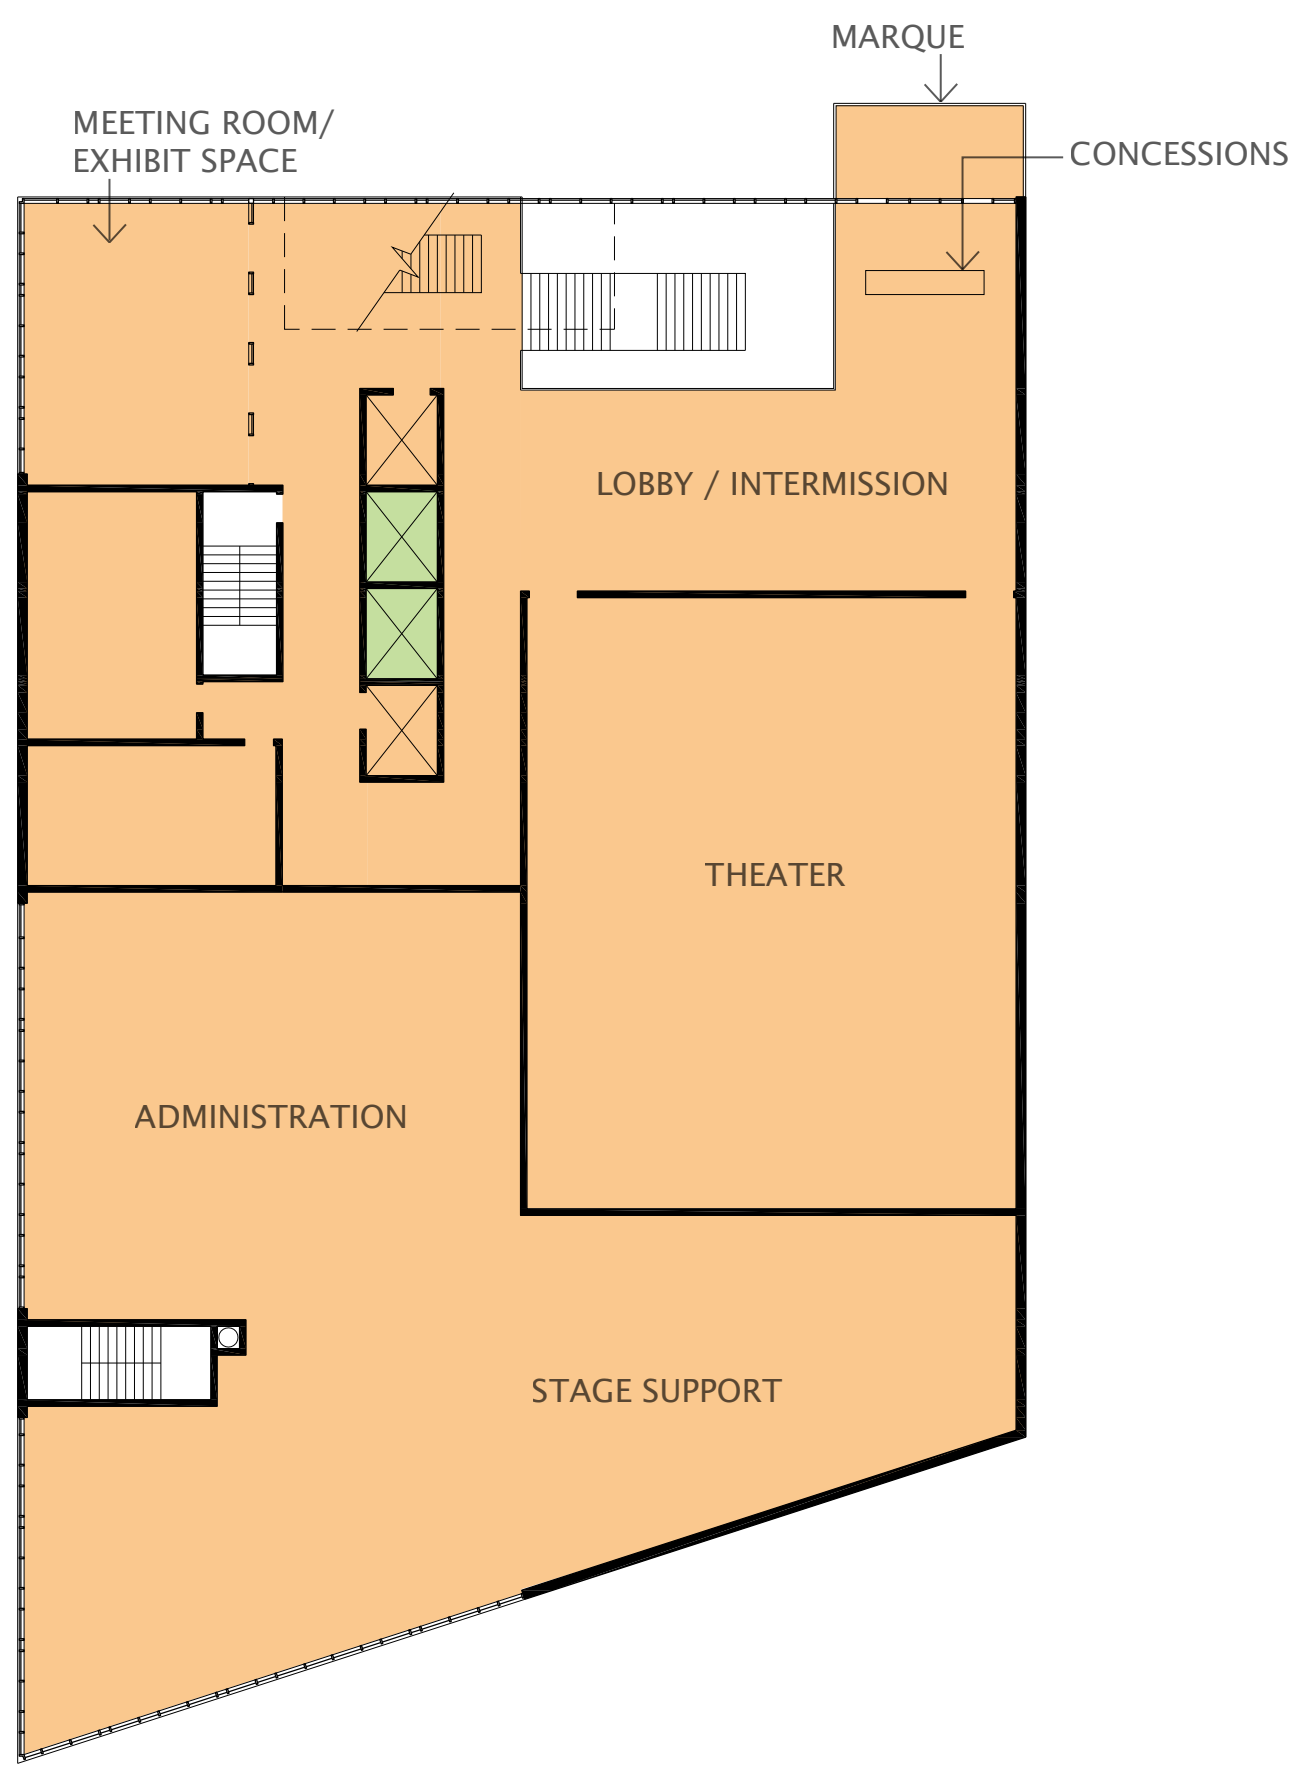 MARQUE
MEETING ROOM/
EXHIBIT SPACE
CONCESSIONS
LOBBY / INTERMISSION
THEATER
ADMINISTRATION
STAGE SUPPORT